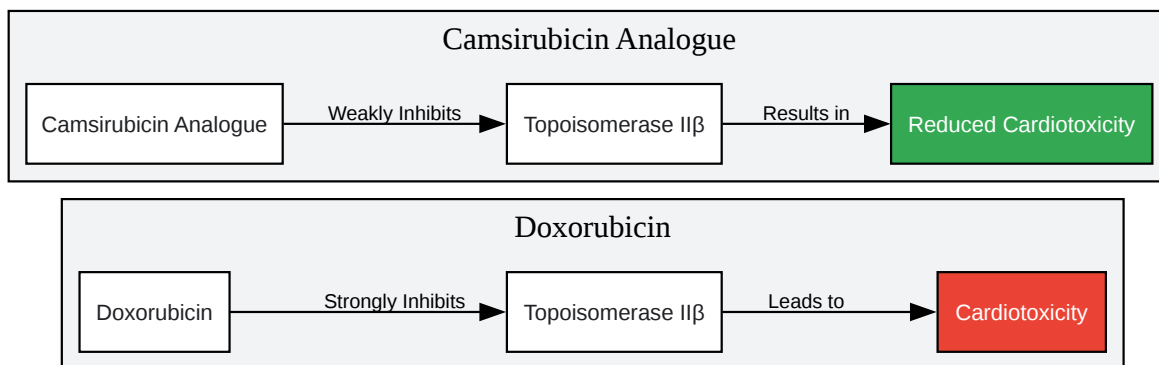 Camsirubicin Analogue
Camsirubicin Analogue
Weakly Inhibits
Topoisomerase IIβ
Results in
Reduced Cardiotoxicity
Doxorubicin
Doxorubicin
Strongly Inhibits
Topoisomerase IIβ
Leads to
Cardiotoxicity